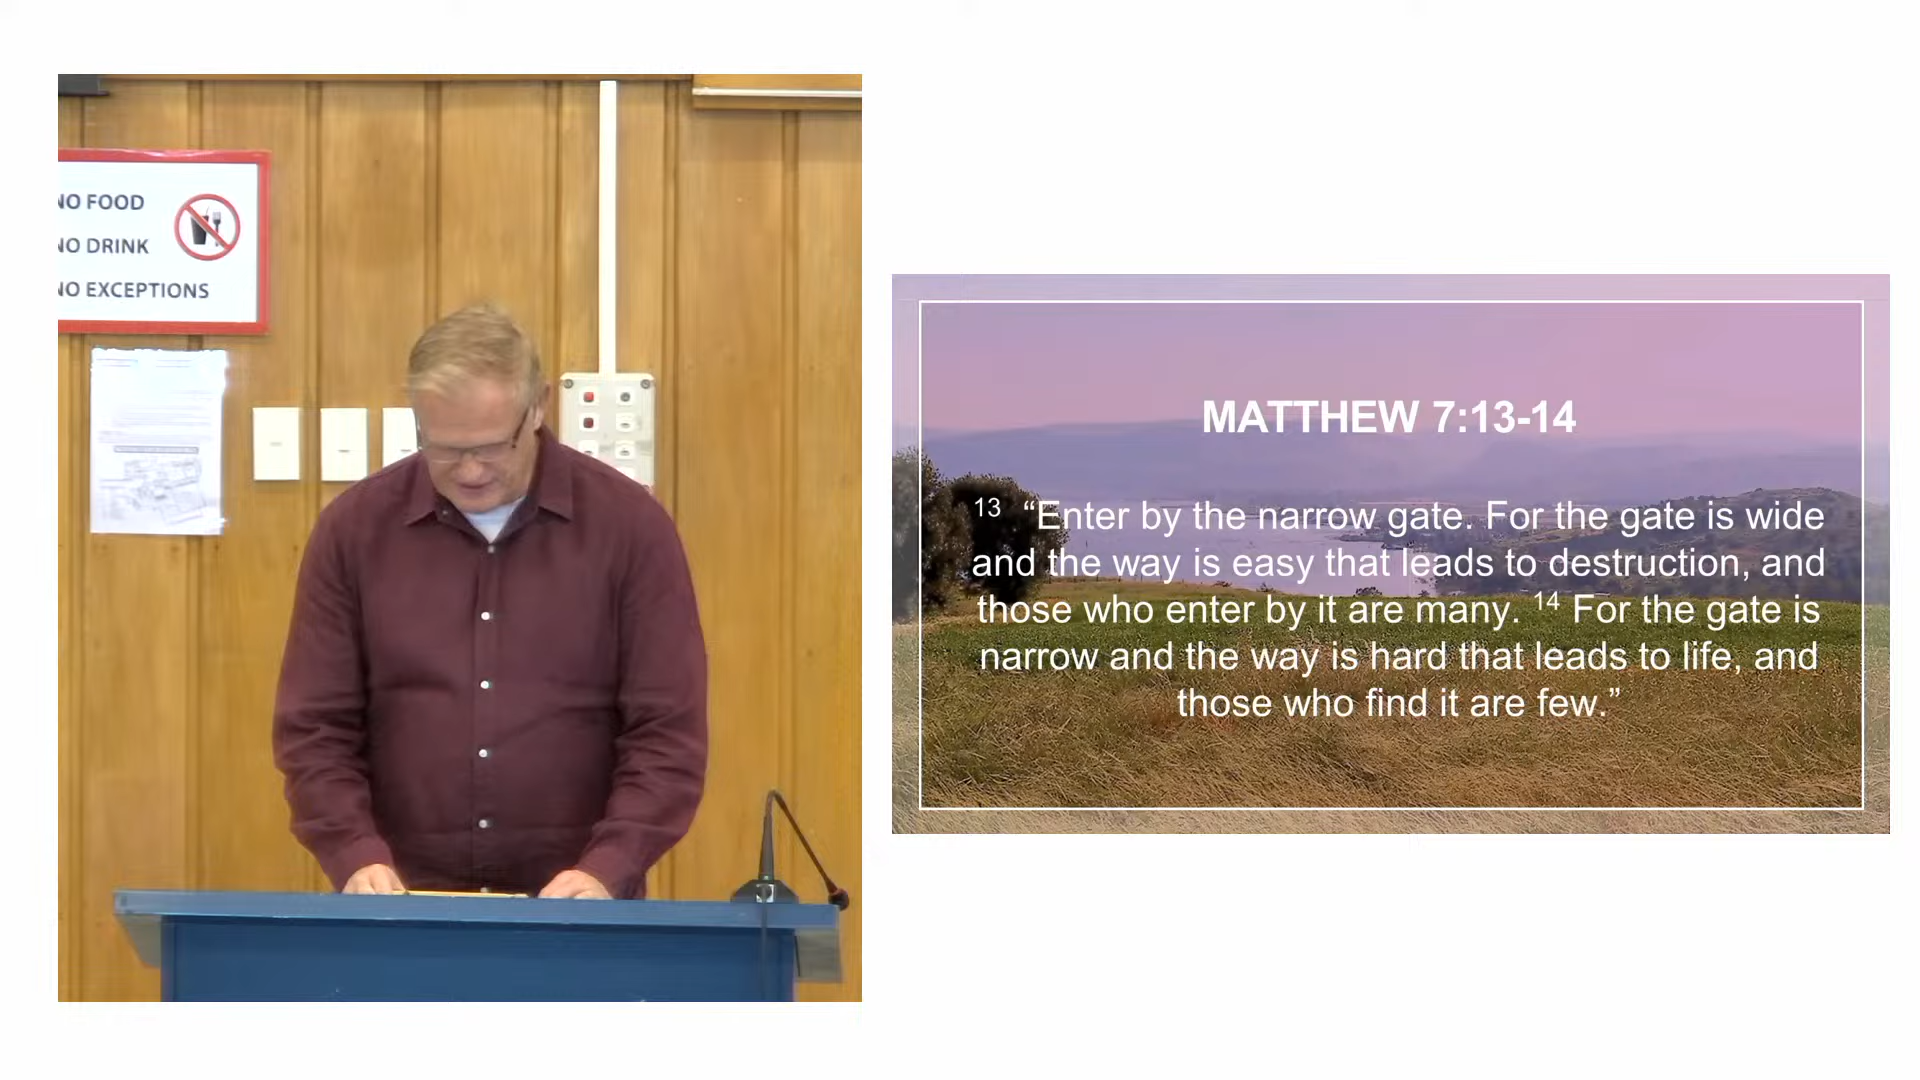 NO FOOD
NO DRINK
NO EXCEPTIONS
MATTHEW 7:13-14
13 “Enter by the narrow gate. For the gate is wide
and the way is easy that leads to destruction, and
those who enter by it are many. 14 For the gate is
narrow and the way is hard that leads to life, and
those who find it are few.”